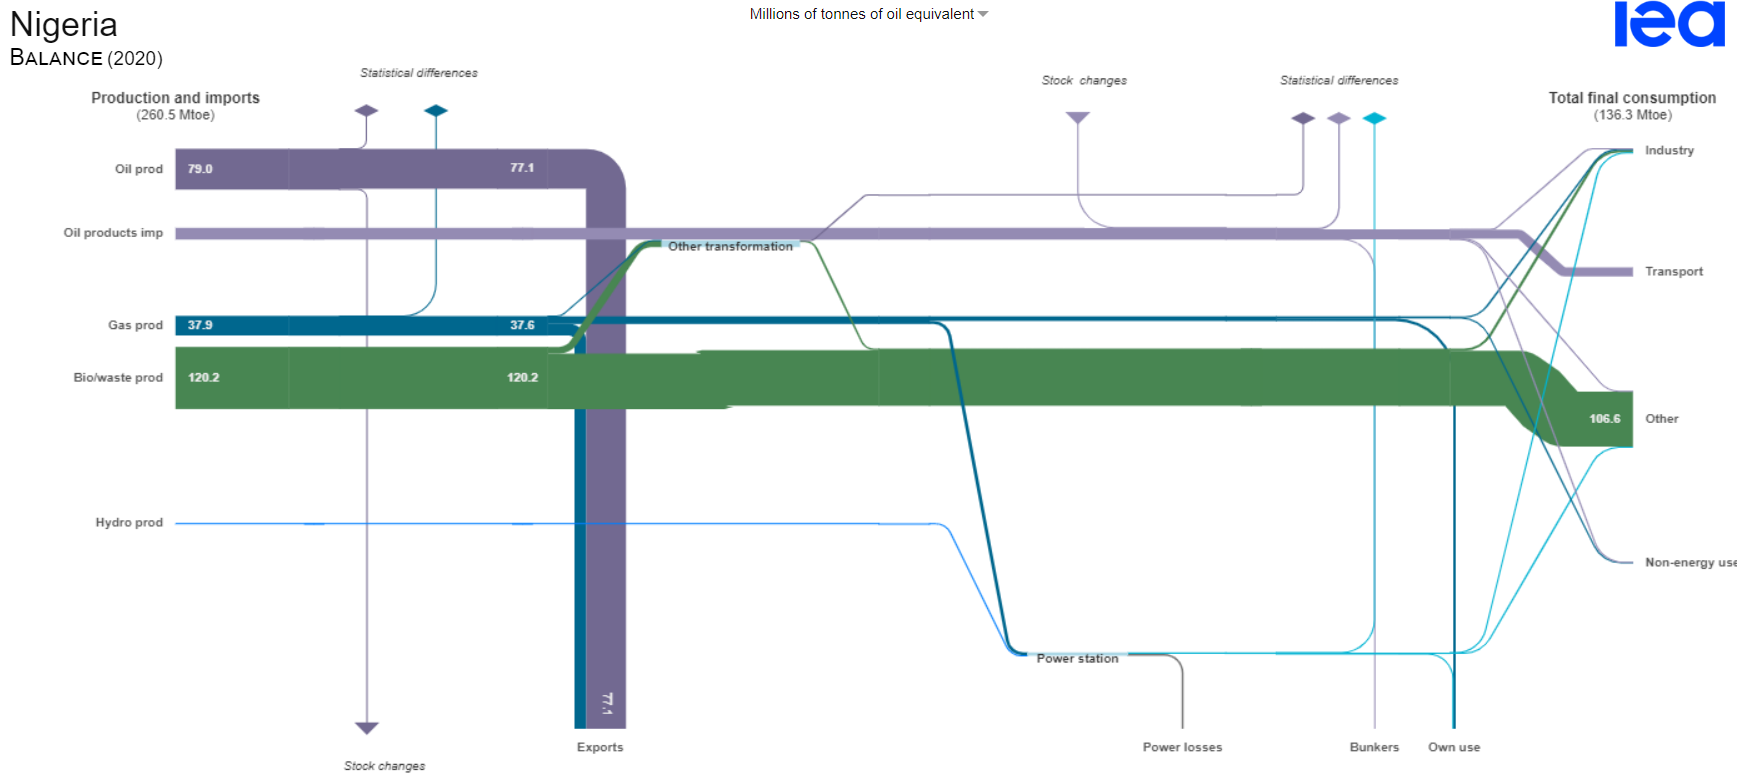 Nigeria
BALANCE (2020)
Millions of tonnes of oil equivalent
iea
Statistical differences
Stock changes
Statistical differences
Production and imports
(260.5 Mtoe)
Total final consumption
(136.3 Mtoe)
Oil prod
79.0
77.1
Industry
Oil products imp
Other transformation
Transport
Gas prod
37.9
37.6
Bio/waste prod
120.2
120.2
106.6
Other
Hydro prod
Non-energy use
Power station
77.1
Exports
Power losses
Bunkers
Own use
Stock changes